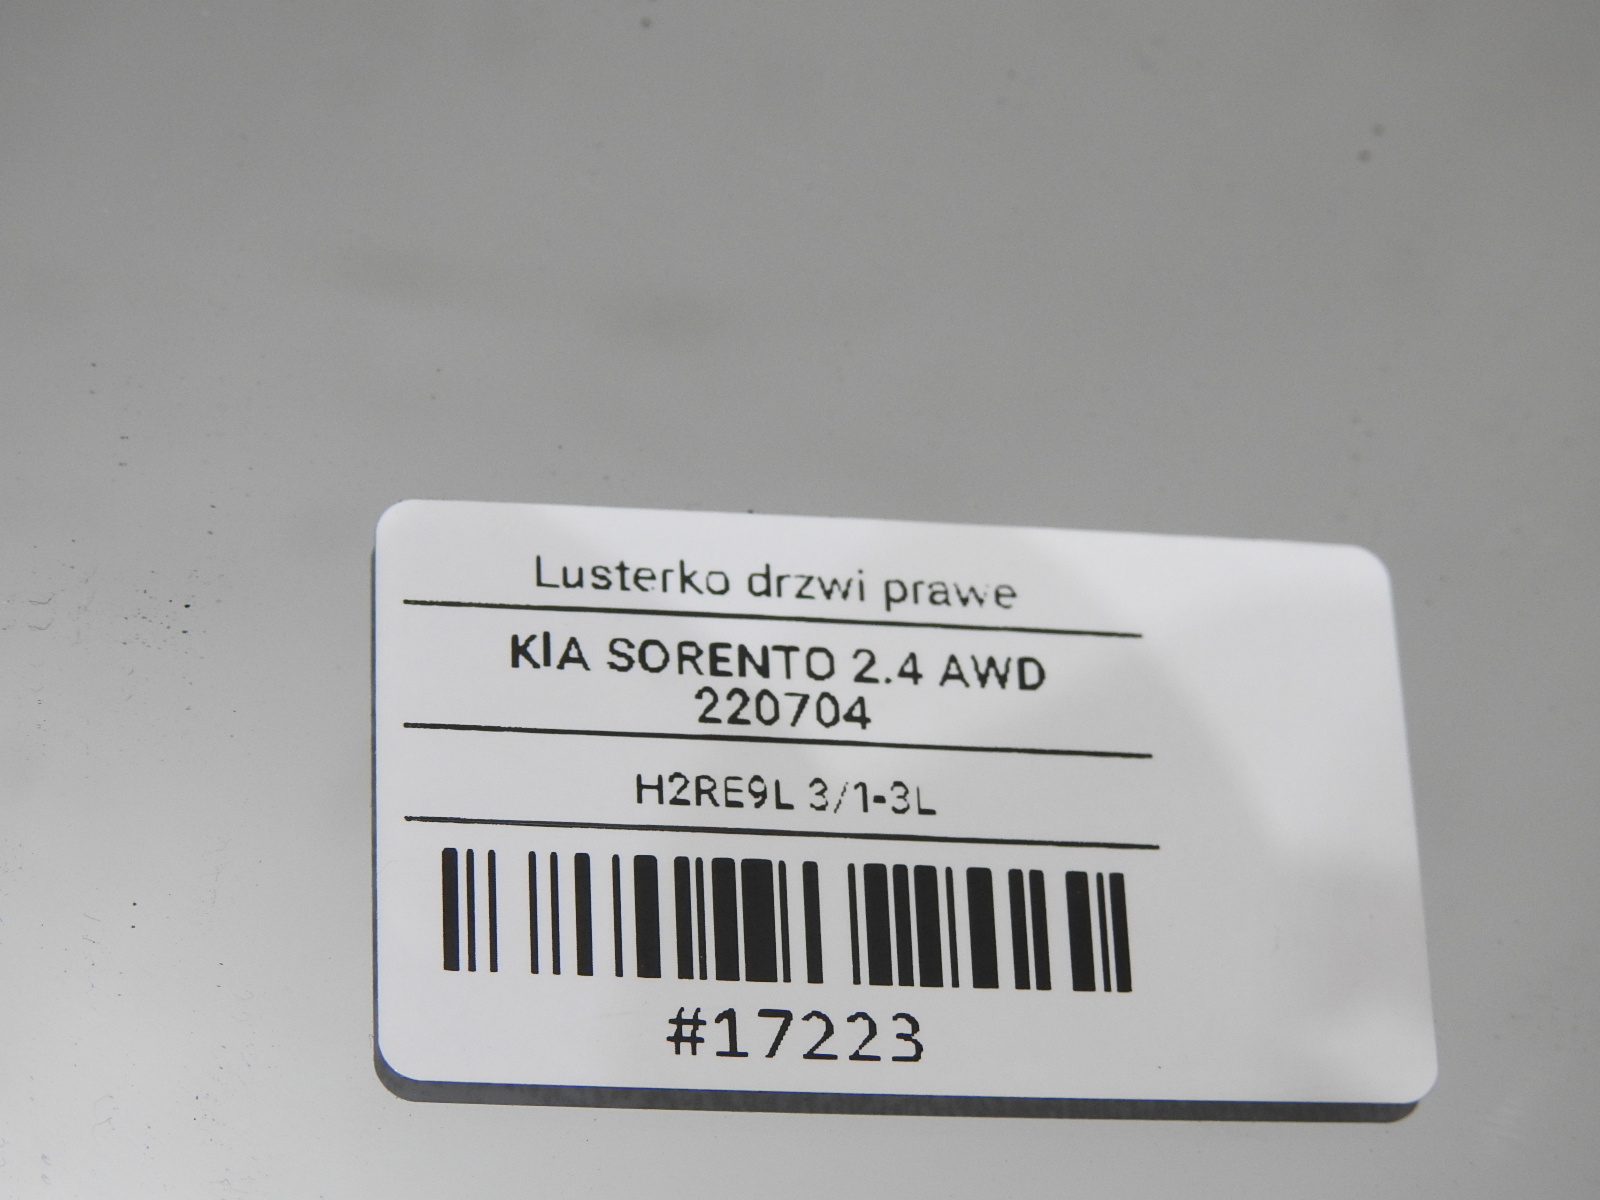 Lusterko drzwi prawe
KIA SORENTO 2.4 AWD
220704
H2RE9L 3/1-3L
#17223